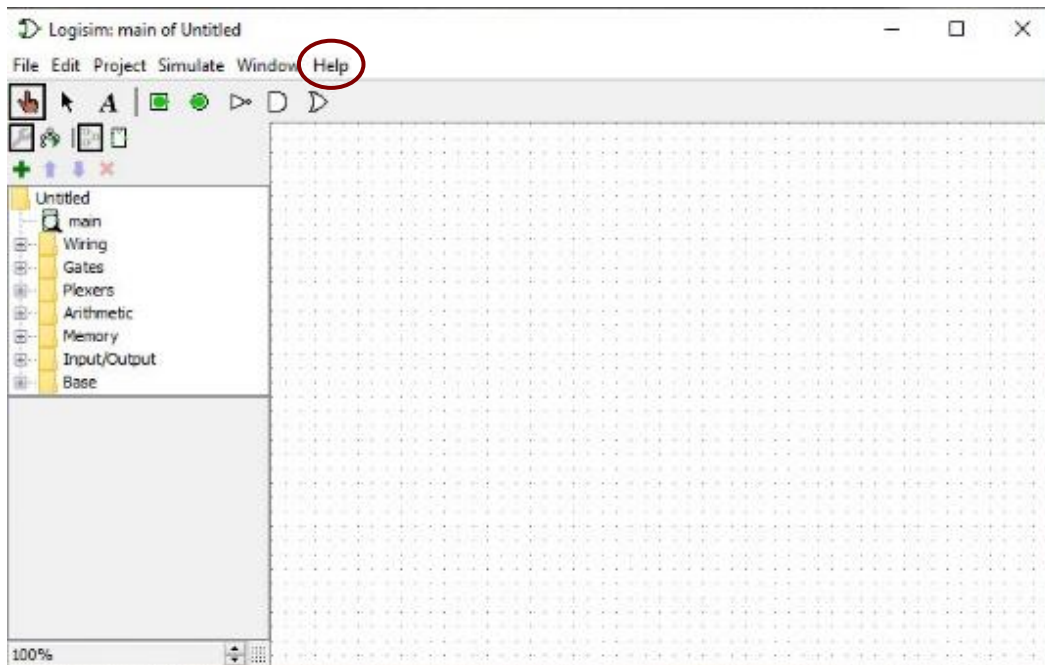 Logisim: main of Untitled
File Edit Project Simulate Window Help
A
Untitled
main
Wiring
Gates
Plexers
Arithmetic
Memory
Input/Output
Base
100%